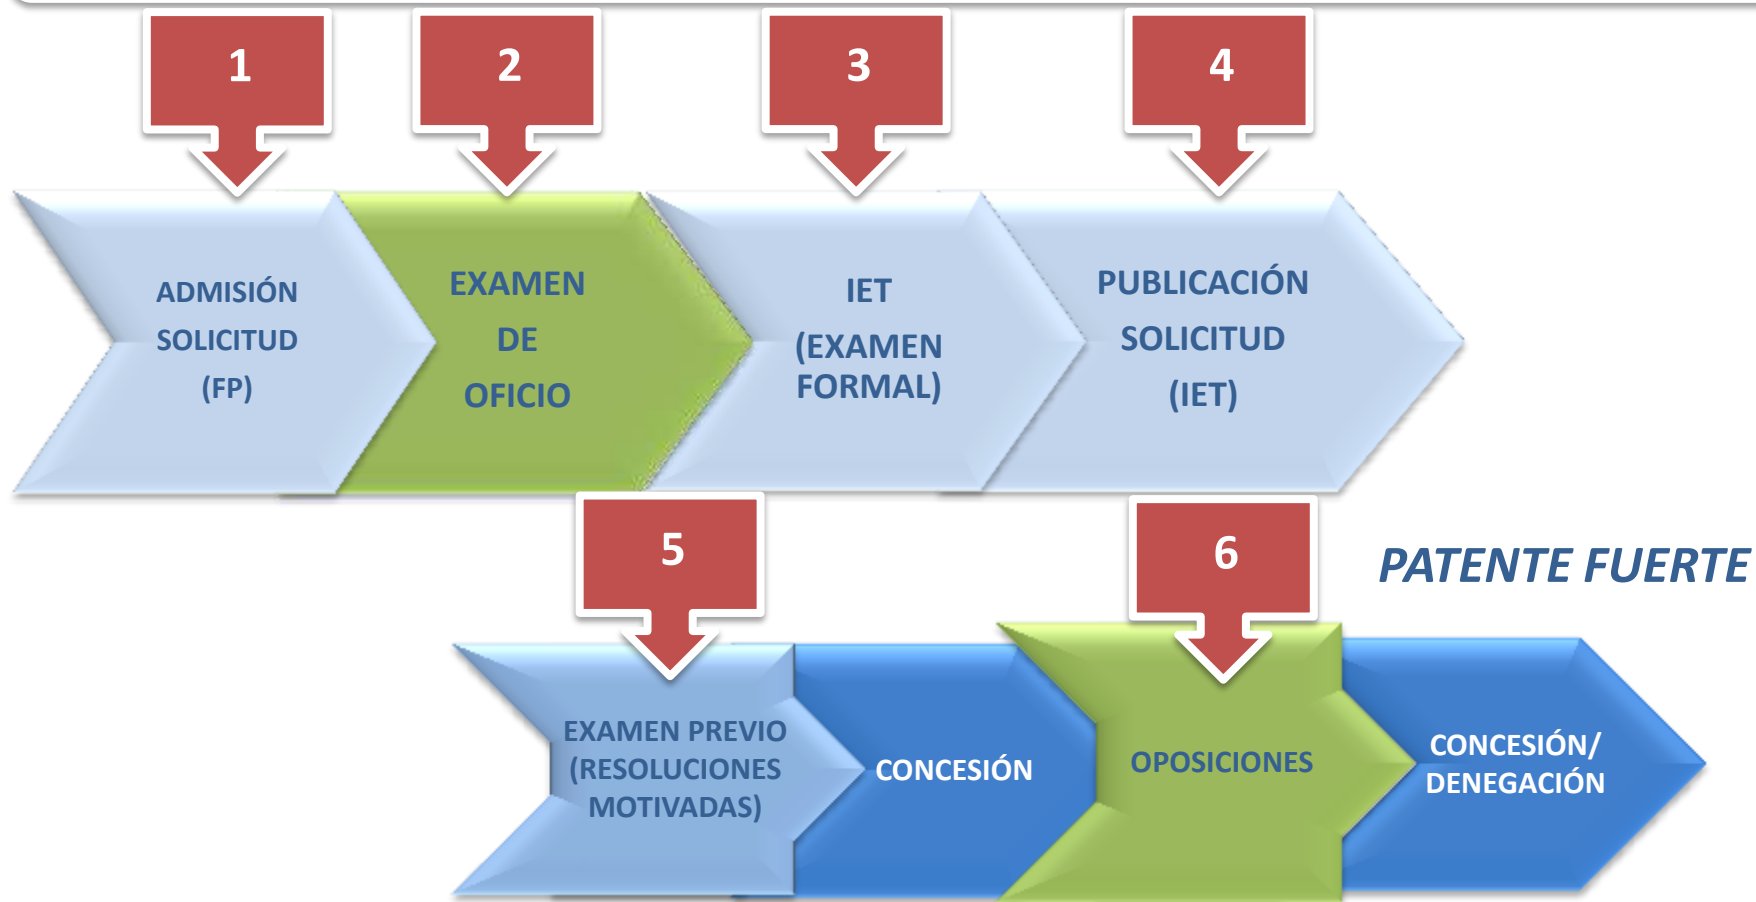 1
2
3
4
ADMISIÓN
SOLICITUD
(FP)
EXAMEN
DE
OFICIO
IET
(EXAMEN
FORMAL)
PUBLICACIÓN
SOLICITUD
(IET)
5
6
PATENTE FUERTE
EXAMEN PREVIO
(RESOLUCIONES
MOTIVADAS)
CONCESIÓN
OPOSICIONES
CONCESIÓN/
DENEGACIÓN